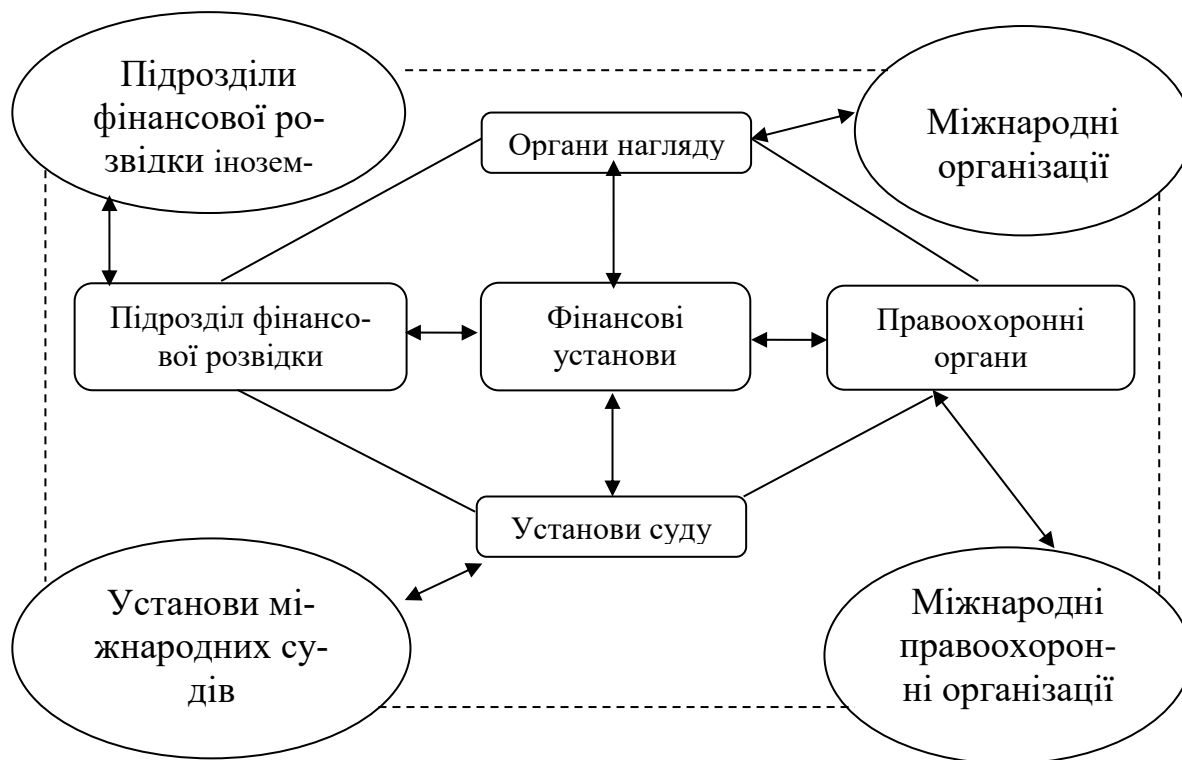 Підрозділи
фінансової ро-
звідки інозем-
Міжнародні
організації
Органи нагляду
Підрозділ фінансо-
вої розвідки
Фінансові
установи
Правоохоронні
органи
Установи суду
Установи мі-
жнародних су-
дів
Міжнародні
правоохорон-
ні організації